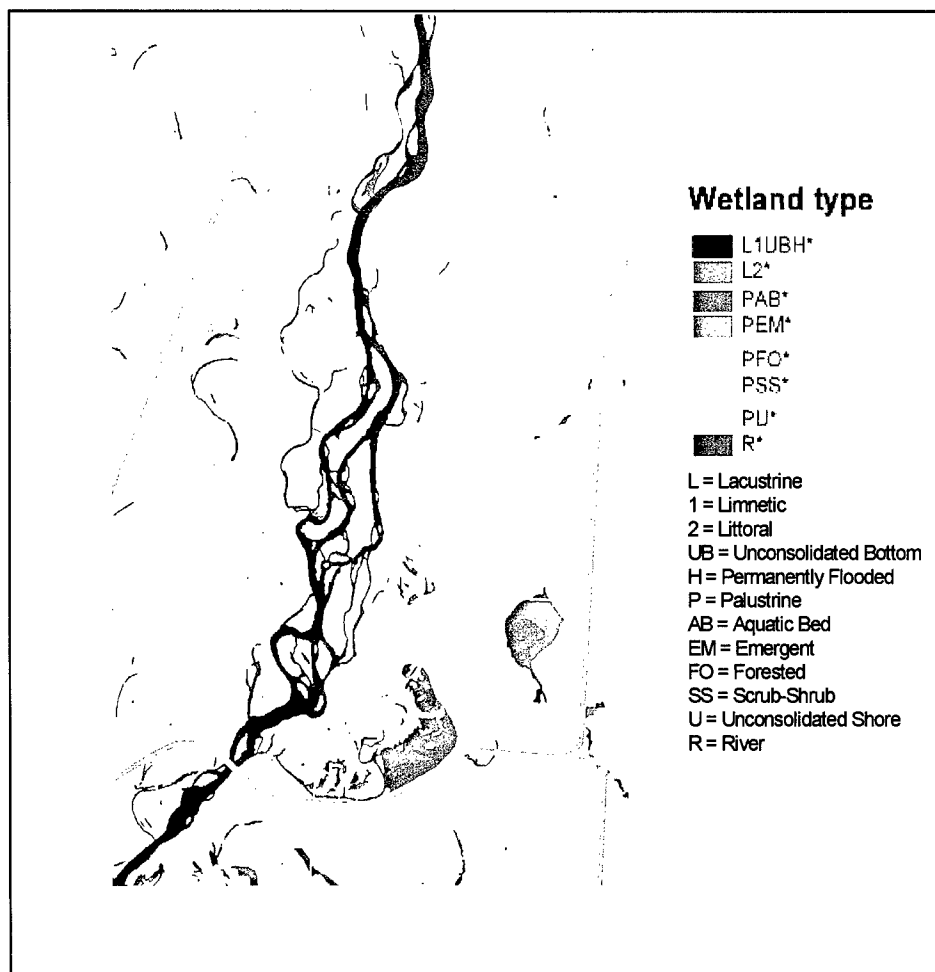 Wetland type
L1UBH*
L2*
PAB*
PEM*
PFO*
PSS*
PU*
R*
L = Lacustrine
1 = Limnetic
2 = Littoral
UB = Unconsolidated Bottom
H = Permanently Flooded
P = Palustrine
AB = Aquatic Bed
EM = Emergent
FO = Forested
SS = Scrub-Shrub
U = Unconsolidated Shore
R = River